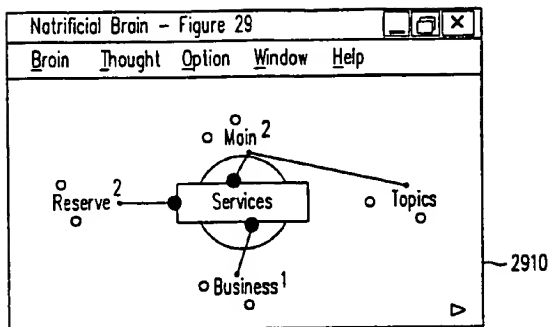 Natrificial Brain - Figure 29
Brain Thought Option Window Help
Main 2
Reserve 2
Services
Topics
2910
Business 1